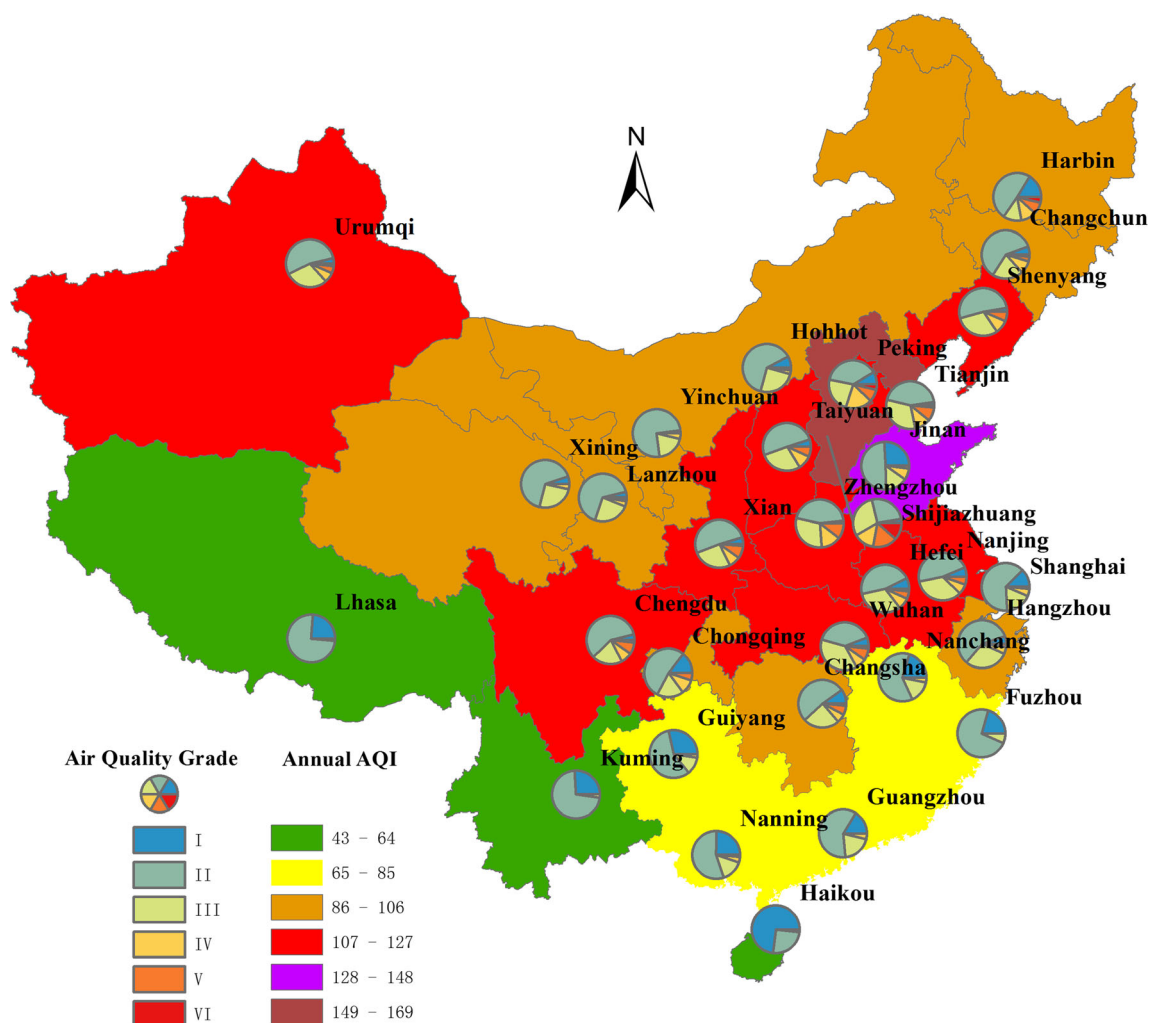 N
Harbin
Changchun
Urumqi
Shenyang
Hohhot
Peking
Tianjin
Yinchuan
Taiyuan
Jinan
Xining
Lanzhou
Zhengzhou
Xian
Shijiazhuang
Nanjing
Hefei
Shanghai
Lhasa
Chengdu
Wuhan
Hangzhou
Chongqing
Nanchang
Changsha
Fuzhou
Guiyang
Kuming
Guangzhou
Nanning
Haikou
Air Quality Grade
Annual AQI
I
43 - 64
II
65 - 85
III
86 - 106
IV
107 - 127
V
128 - 148
VI
149 - 169